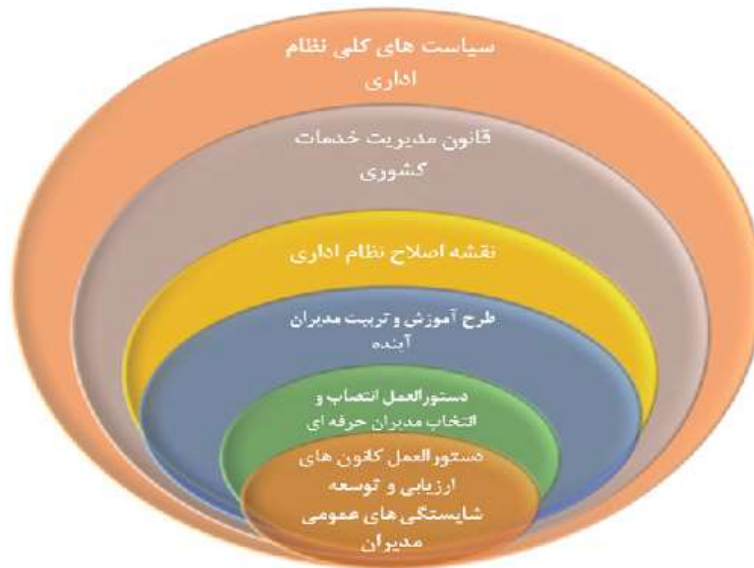 سیاست های کلی نظام
اداری
قانون مدیریت خدمات
کشوری
نقشه اصلاح نظام اداری
طرح آموزش و تربیت مدیران
آینده
دستورالعمل انتصاب و
انتخاب مدیران حرفه ای
دستورالعمل کانون های
ارزیابی و توسعه
شایستگی های عمومی
مدیران